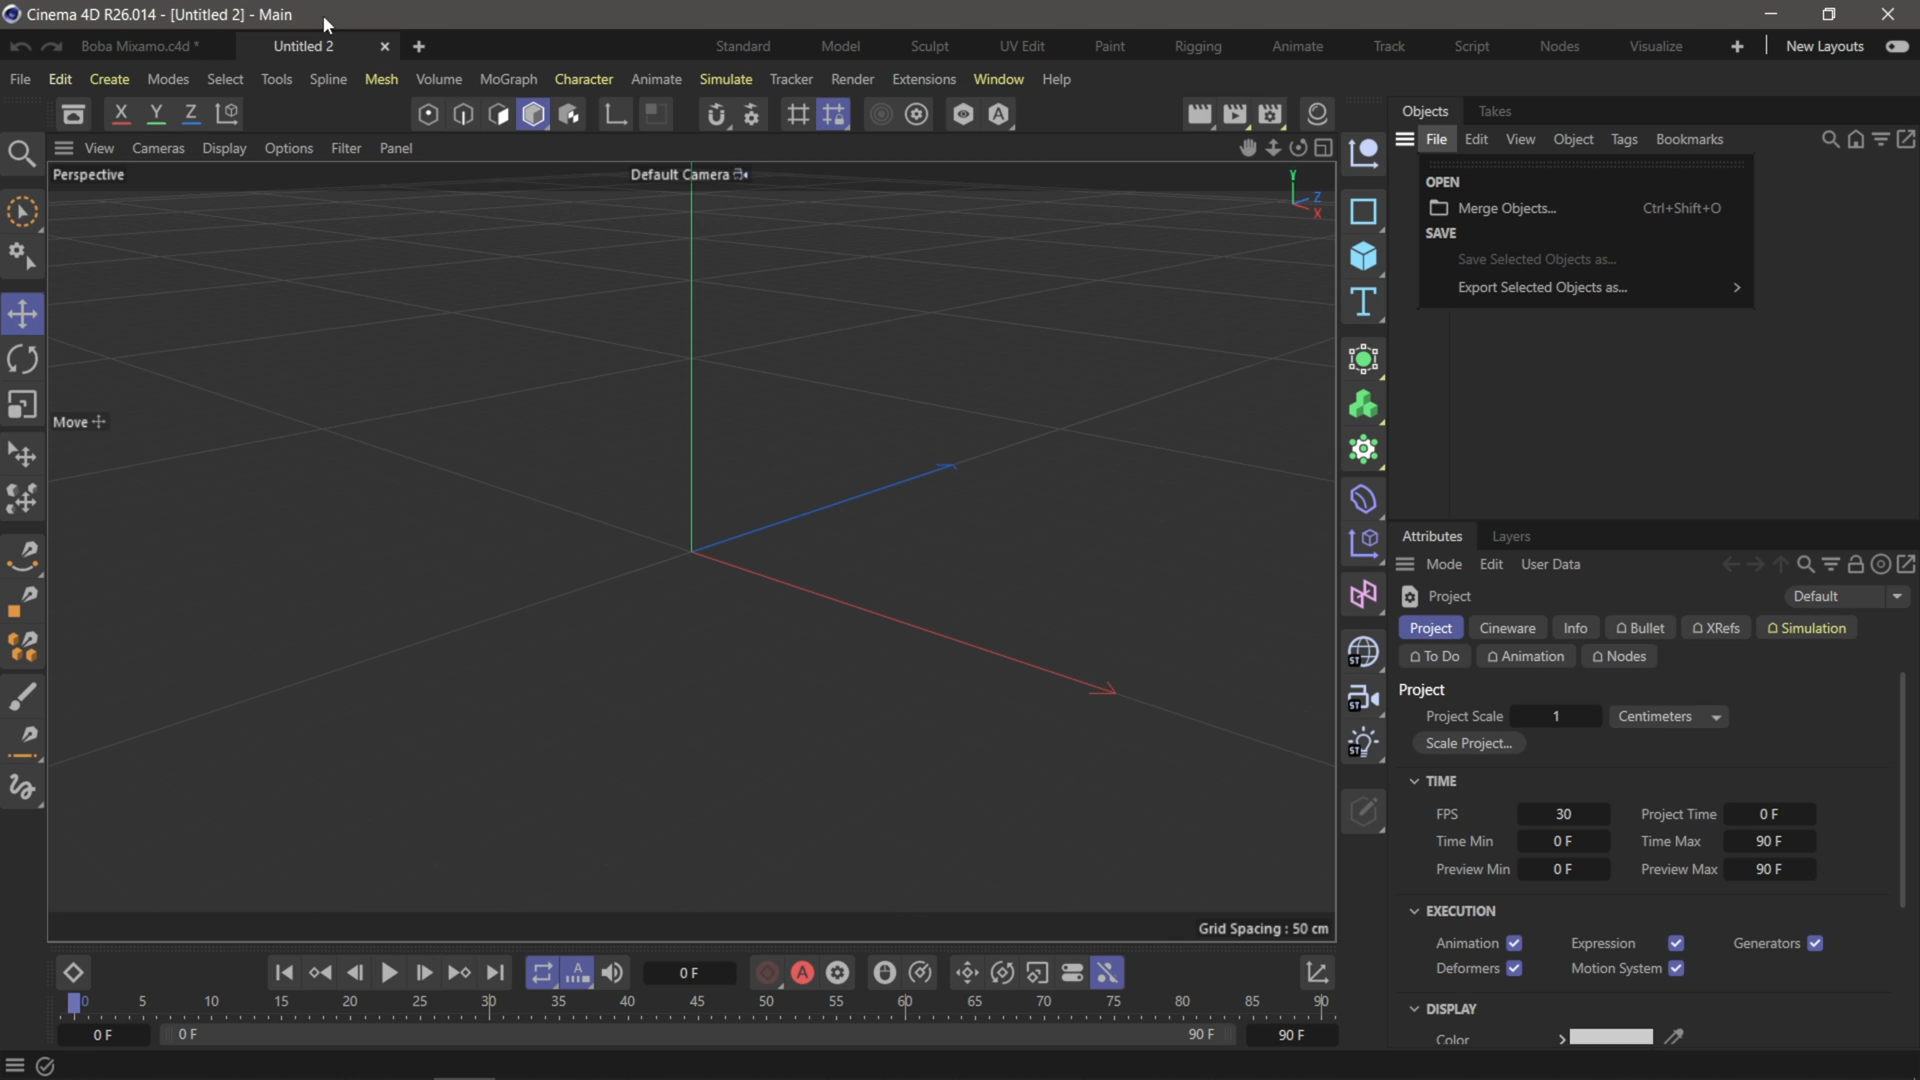 Cinema 4D R26.014 - [Untitled 2] - Main
Boba Mixamo.c4d *
Untitled 2
Standard Model Sculpt UV Edit Paint Rigging Animate Track Script Nodes Visualize New Layouts
File Edit Create Modes Select Tools Spline Mesh Volume MoGraph Character Animate Simulate Tracker Render Extensions Window Help
X Y Z
A
View Cameras Display Options Filter Panel
Perspective
Default Camera
Y
Z
X
Move
Grid Spacing : 50 cm
ST
ST
ST
Objects Takes
File Edit View Object Tags Bookmarks
OPEN
Merge Objects... Ctrl+Shift+O
SAVE
Save Selected Objects as...
Export Selected Objects as...
Attributes Layers
Mode Edit User Data
Project Default
Project Cineware Info Bullet XRefs Simulation
To Do Animation Nodes
Project
Project Scale 1 Centimeters
Scale Project...
TIME
FPS 30 Project Time 0 F
Time Min 0 F Time Max 90 F
Preview Min 0 F Preview Max 90 F
EXECUTION
Animation Expression Generators
Deformers Motion System
DISPLAY
Color
A 0 F A
0 5 10 15 20 25 30 35 40 45 50 55 60 65 70 75 80 85 90
0 F 0 F 90 F 90 F